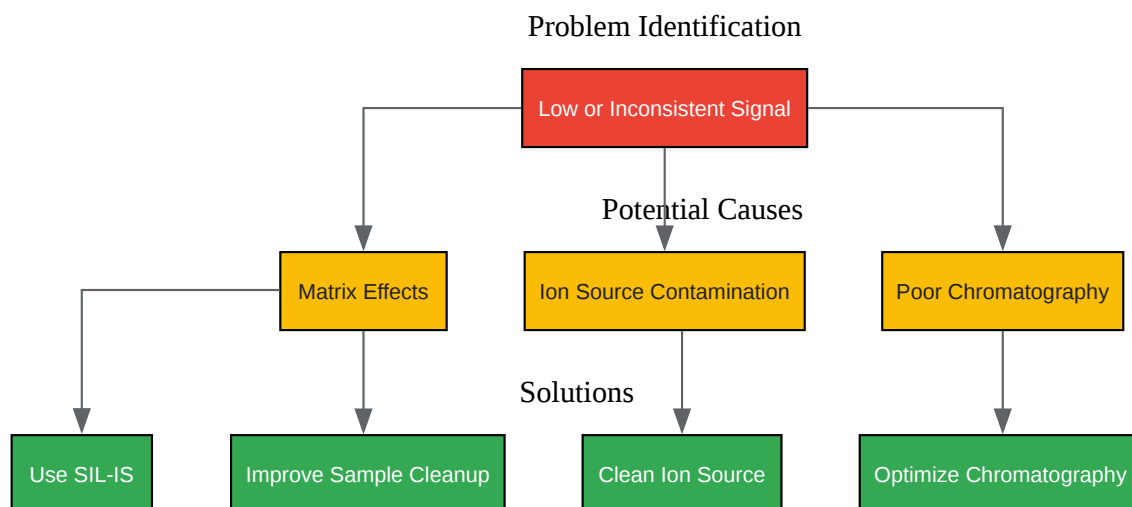 Problem Identification
Low or Inconsistent Signal
Potential Causes
Matrix Effects
Ion Source Contamination
Poor Chromatography
Solutions
Use SIL-IS
Improve Sample Cleanup
Clean Ion Source
Optimize Chromatography